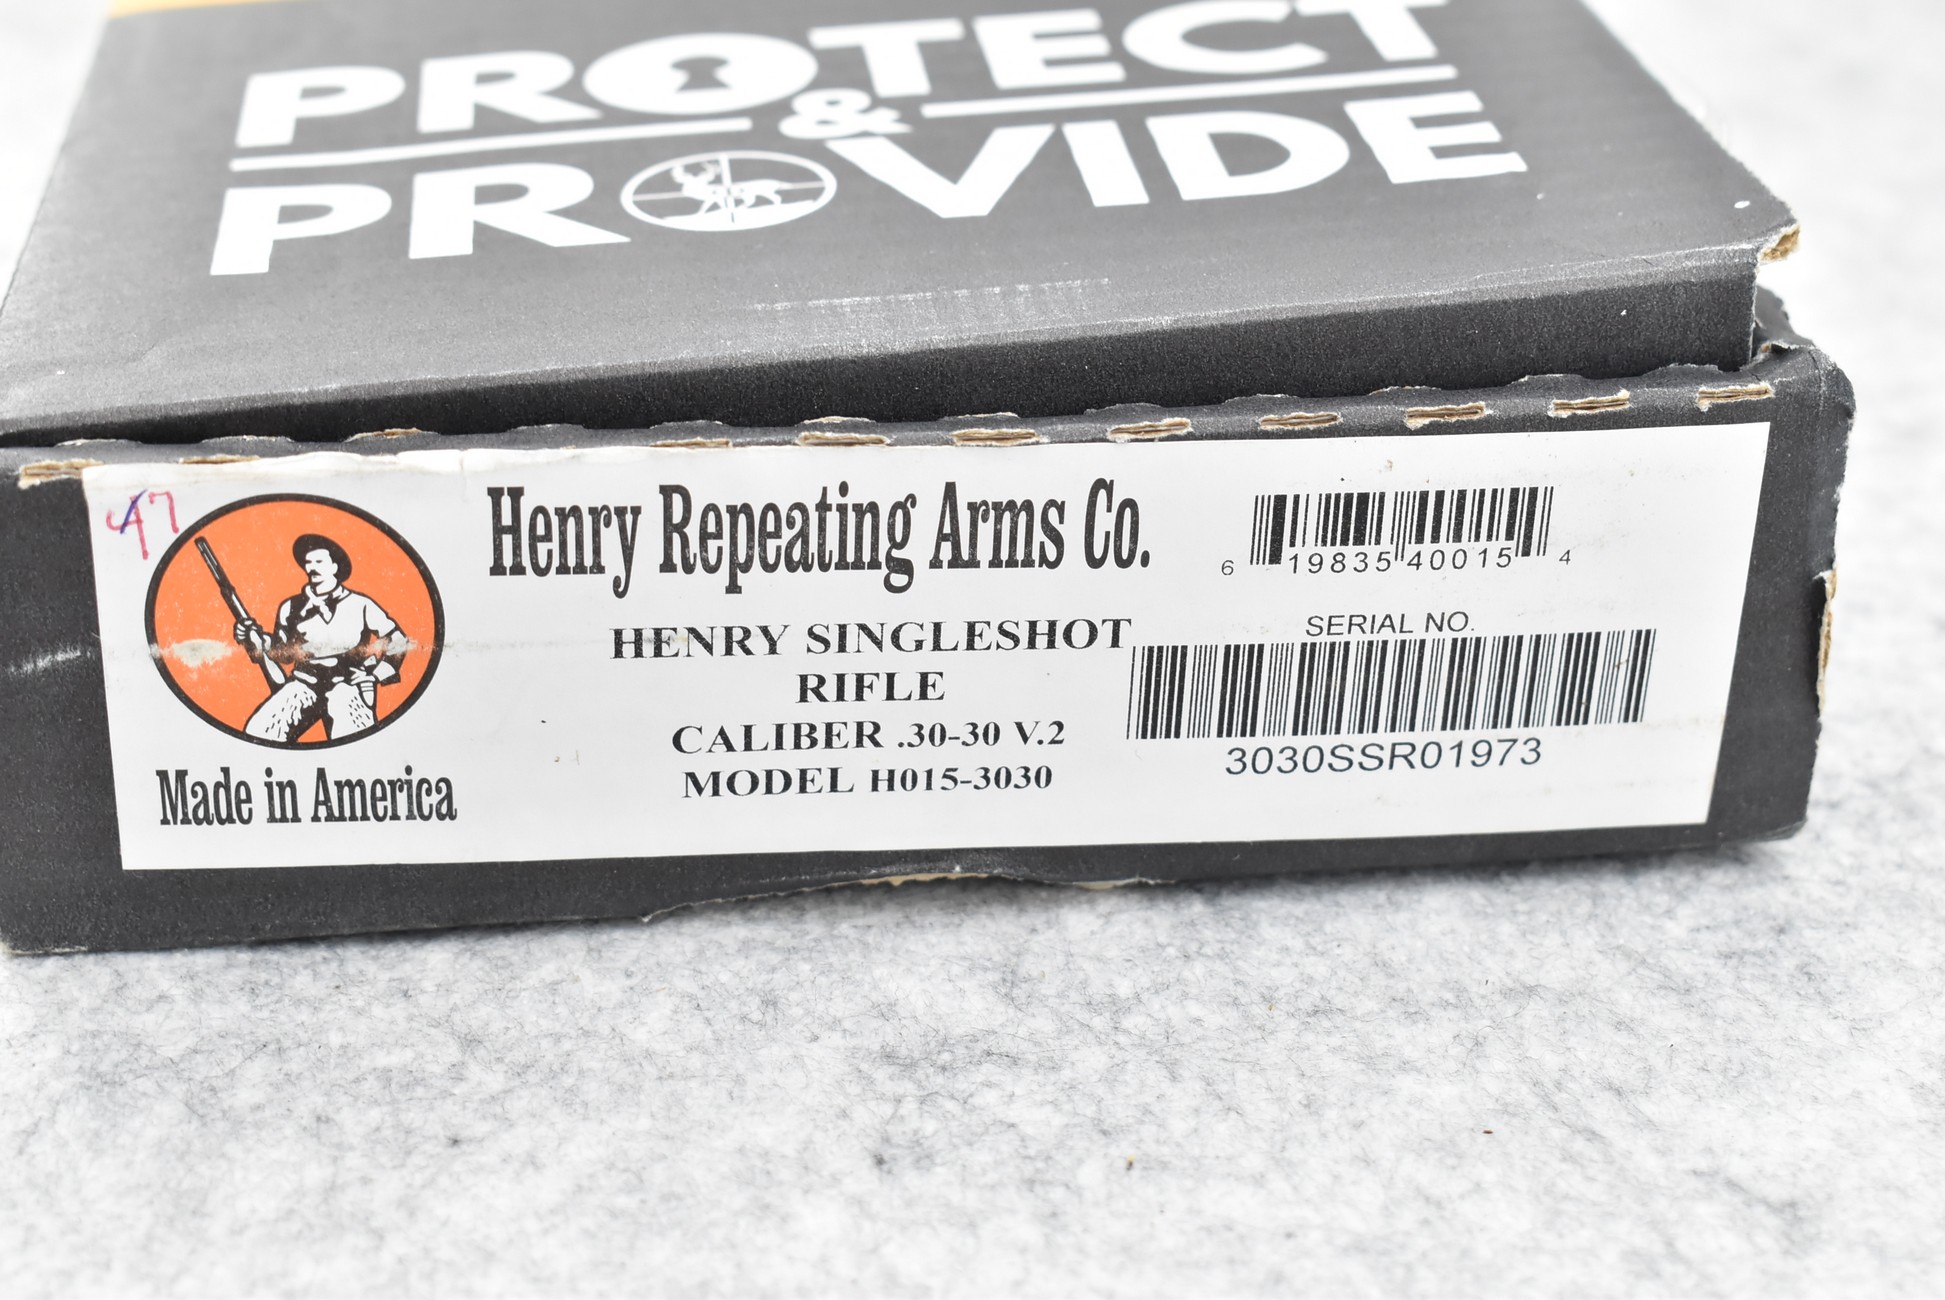 PROTECT
&
PROVIDE
47
Henry Repeating Arms Co.
6 19835 40015 4
HENRY SINGLESHOT
RIFLE
CALIBER .30-30 V.2
MODEL H015-3030
SERIAL NO.
3030SSR01973
Made in America